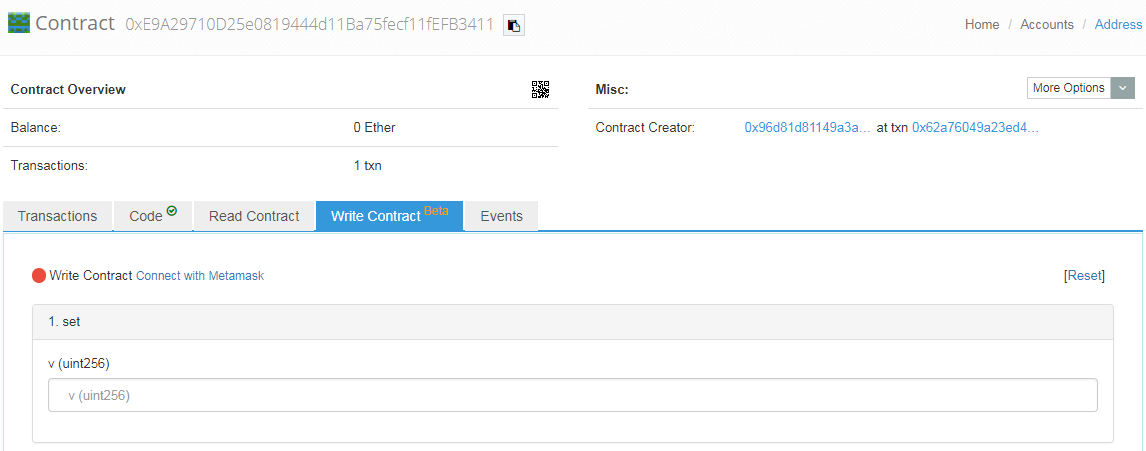 Contract 0xE9A29710D25e0819444d11Ba75fecf11fEFB3411
Home / Accounts / Address
Contract Overview
Misc:
More Options
Balance: 0 Ether
Contract Creator: 0x96d81d81149a3a... at txn 0x62a76049a23ed4...
Transactions: 1 txn
Transactions Code Read Contract Write Contract Beta Events
Write Contract Connect with Metamask [Reset]
1. set
v (uint256)
v (uint256)